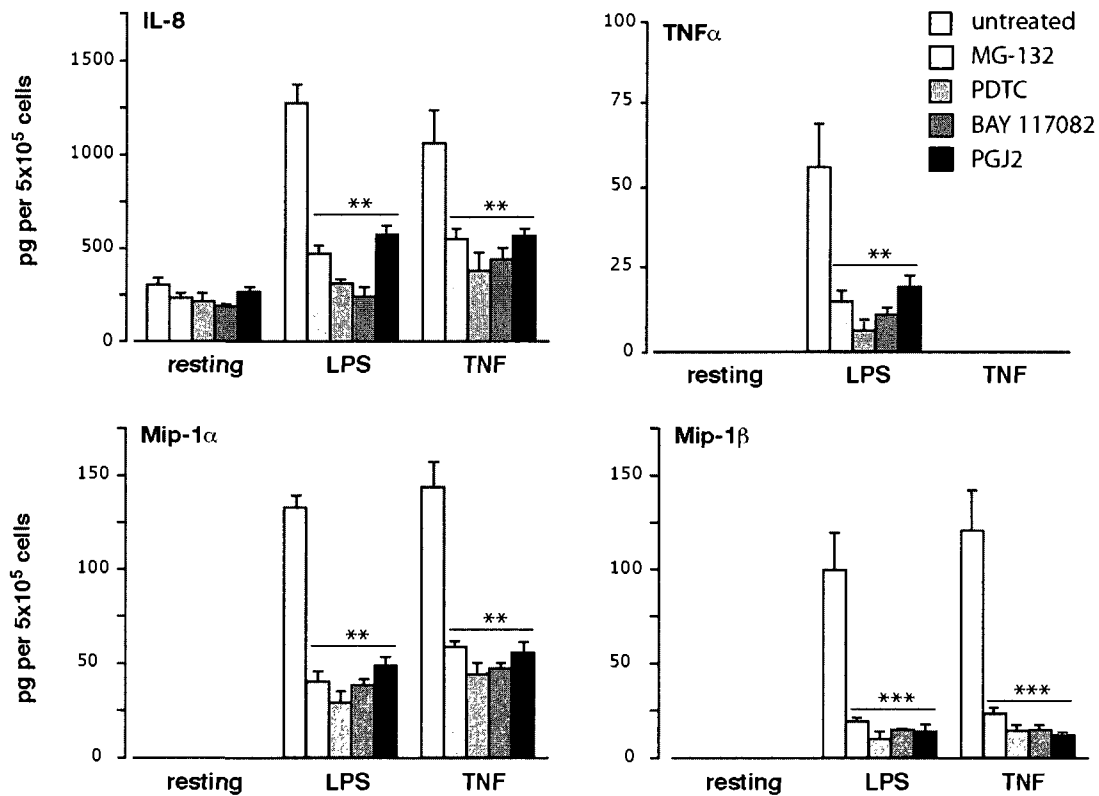 IL-8
1500
1000
500
0
pg per 5x10⁵ cells
**
**
resting LPS TNF
TNFα
100
75
50
25
0
**
resting LPS TNF
untreated
MG-132
PDTC
BAY 117082
PGJ2
Mip-1α
150
100
50
0
pg per 5x10⁵ cells
**
**
resting LPS TNF
Mip-1β
150
100
50
0
***
***
resting LPS TNF